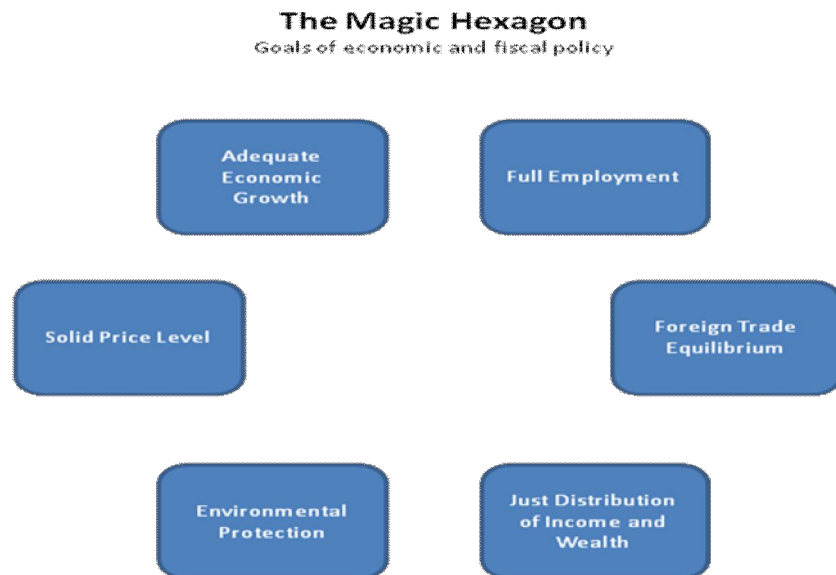 The Magic Hexagon
Goals of economic and fiscal policy
Adequate
Economic
Growth
Full Employment
Solid Price Level
Foreign Trade
Equilibrium
Environmental
Protection
Just Distribution
of Income and
Wealth